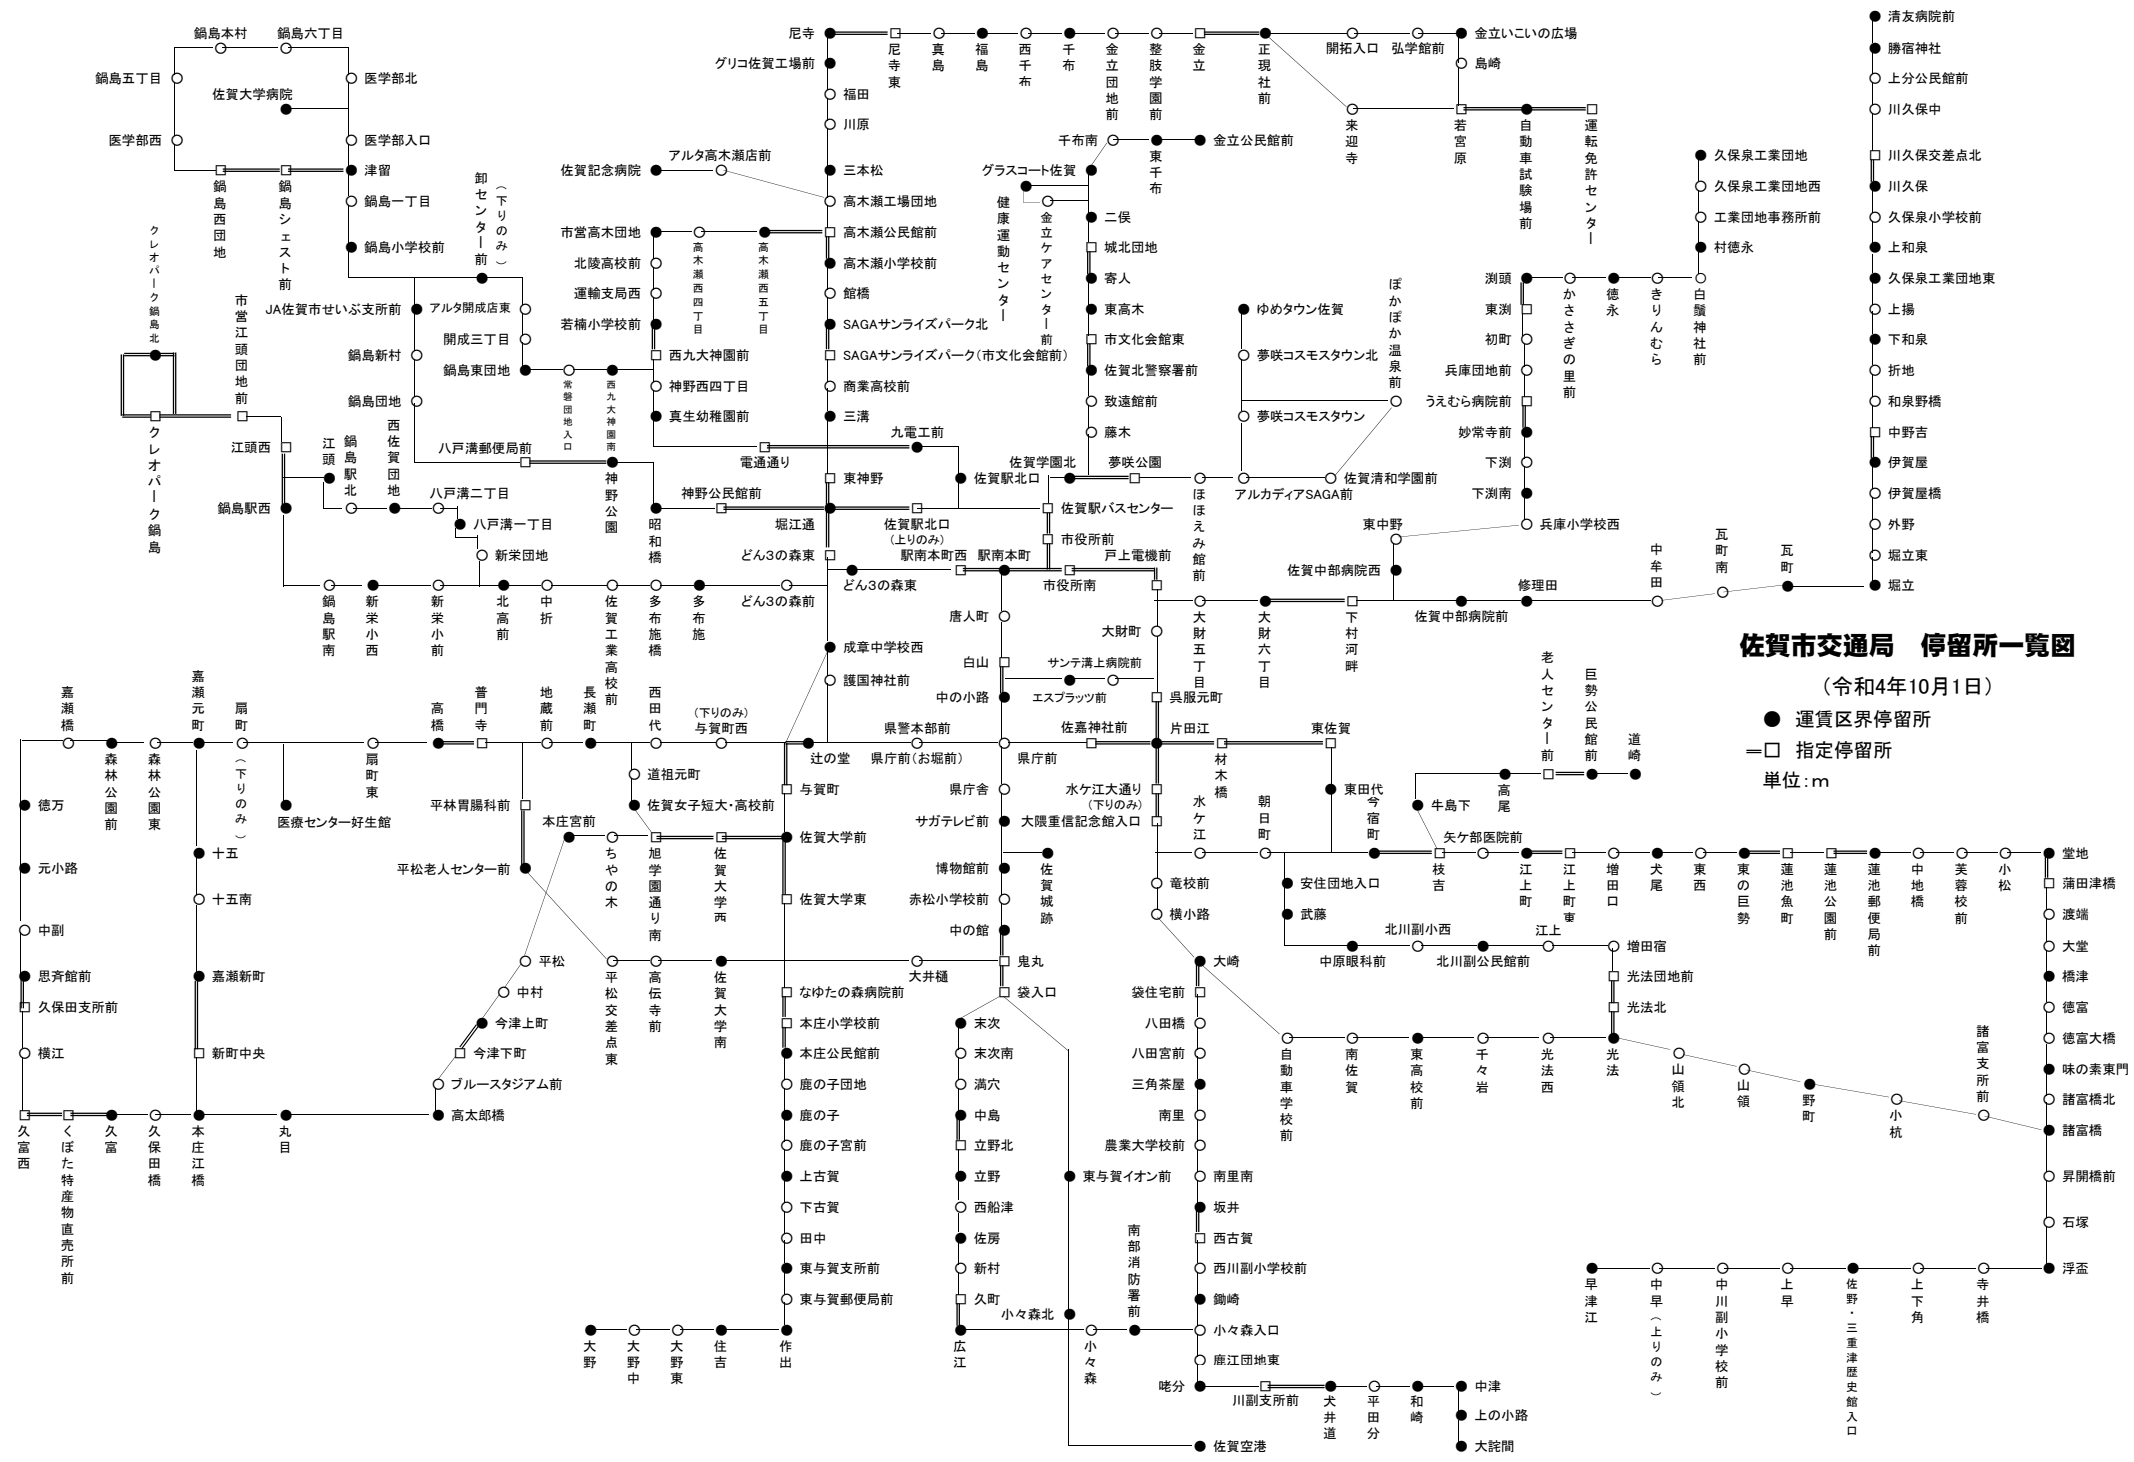 佐賀市交通局　停留所一覧図
（令和4年10月1日）
● 運賃区界停留所
＝□ 指定停留所
単位：m
鍋島本村
鍋島六丁目
鍋島五丁目
医学部北
佐賀大学病院
医学部西
医学部入口
津留
鍋島西団地
鍋島シェスト前
鍋島一丁目
鍋島小学校前
卸センター前
（下りのみ）
クレオパーク鍋島北
市営江頭団地前
クレオパーク鍋島
JA佐賀市せいぶ支所前
アルタ開成店東
開成三丁目
鍋島新村
鍋島東団地
鍋島団地
常磐団地入口
西九大神園南
八戸溝郵便局前
神野公園
江頭西
江頭
鍋島駅北
西佐賀団地
八戸溝二丁目
鍋島駅西
八戸溝一丁目
新栄団地
鍋島駅南
新栄小西
新栄小前
北高前
中折
佐賀工業高校前
多布施橋
多布施
どん3の森前
尼寺
グリコ佐賀工場前
福田
川原
三本松
佐賀記念病院
アルタ高木瀬店前
高木瀬工場団地
市営高木団地
高木瀬西四丁目
高木瀬西五丁目
高木瀬公民館前
北陵高校前
高木瀬小学校前
運輸支局西
館橋
若楠小学校前
SAGAサンライズパーク北
西九大神園前
SAGAサンライズパーク（市文化会館前）
神野西四丁目
商業高校前
真生幼稚園前
三溝
電通通り
九電工前
佐賀駅北口
東神野
昭和橋
神野公民館前
堀江通
佐賀駅北口
（上りのみ）
どん3の森東
どん3の森東
駅南本町西
駅南本町
市役所南
戸上電機前
成章中学校西
護国神社前
尼寺東
真島
福島
西千布
千布
金立団地前
整肢学園前
金立
正現社前
開拓入口
弘学館前
金立いこいの広場
島崎
来迎寺
若宮原
自動車試験場前
運転免許センター
千布南
東千布
金立公民館前
グラスコート佐賀
健康運動センター
金立ケアセンター前
二俣
城北団地
寄人
東高木
市文化会館東
佐賀北警察署前
致遠館前
藤木
佐賀学園北
夢咲公園
佐賀駅バスセンター
市役所前
ほほえみ館前
アルカディアSAGA前
佐賀清和学園前
ゆめタウン佐賀
夢咲コスモスタウン北
夢咲コスモスタウン
ぽかぽか温泉前
久保泉工業団地
久保泉工業団地西
工業団地事務所前
村徳永
渕頭
かささぎの里前
徳永
きりんむら
白鬚神社前
東渕
初町
兵庫団地前
うえむら病院前
妙常寺前
下渕
下渕南
兵庫小学校西
東中野
佐賀中部病院西
清友病院前
勝宿神社
上分公民館前
川久保中
川久保交差点北
川久保
久保泉小学校前
上和泉
久保泉工業団地東
上揚
下和泉
折地
和泉野橋
中野吉
伊賀屋
伊賀屋橋
外野
堀立東
堀立
瓦町
瓦町南
中牟田
修理田
佐賀中部病院前
下村河畔
大財六丁目
大財五丁目
唐人町
大財町
白山
サンテ溝上病院前
エスプラッツ前
中の小路
呉服元町
嘉瀬橋
森林公園前
森林公園東
嘉瀬元町
扇町（下りのみ）
医療センター好生館
扇町東
高橋
普門寺
地蔵前
長瀬町
西田代
（下りのみ）
与賀町西
辻の堂
県警本部前
県庁前（お堀前）
県庁前
佐嘉神社前
片田江
材木橋
東佐賀
東田代
今宿町
道祖元町
佐賀女子短大・高校前
与賀町
平林胃腸科前
本庄宮前
ちやの木
旭学園通り南
佐賀大学西
佐賀大学前
平松老人センター前
佐賀大学東
県庁舎
サガテレビ前
博物館前
佐賀城跡
赤松小学校前
中の館
水ケ江大通り
（下りのみ）
大隈重信記念館入口
水ケ江
朝日町
竜校前
横小路
安住団地入口
武藤
徳万
元小路
中副
思斉館前
久保田支所前
横江
久富西
くぼた特産物直売所前
久富
久保田橋
本庄江橋
丸目
高太郎橋
十五
十五南
嘉瀬新町
新町中央
平松
中村
今津上町
今津下町
ブルースタジアム前
平松交差点東
高伝寺前
佐賀大学南
大井樋
鬼丸
袋入口
なゆたの森病院前
本庄小学校前
本庄公民館前
鹿の子団地
鹿の子
鹿の子宮前
上古賀
下古賀
田中
東与賀支所前
東与賀郵便局前
作出
住吉
大野東
大野中
大野
末次
末次南
満穴
中島
立野北
立野
西船津
佐房
新村
久町
広江
小々森
南部消防署前
東与賀イオン前
小々森北
佐賀空港
大崎
袋住宅前
八田橋
八田宮前
三角茶屋
南里
農業大学校前
南里南
坂井
西古賀
西川副小学校前
鋤崎
小々森入口
鹿江団地東
咾分
川副支所前
犬井道
平田分
和崎
中津
上の小路
大詫間
老人センター前
巨勢公民館前
道崎
高尾
牛島下
枝吉
矢ケ部医院前
江上町
江上町東
増田口
犬尾
東西
東の巨勢
蓮池魚町
蓮池公園前
蓮池郵便局前
中地橋
芙蓉校前
小松
堂地
蒲田津橋
渡端
大堂
橋津
徳富
徳富大橋
味の素東門
諸富橋北
諸富橋
昇開橋前
石塚
浮盃
中原眼科前
北川副小西
北川副公民館前
江上
増田宿
光法団地前
光法北
光法
自動車学校前
南佐賀
東高校前
千々岩
光法西
山領北
山領
野町
小杭
諸富支所前
早津江
中早（上りのみ）
中川副小学校前
上早
佐野・三重津歴史館入口
上下角
寺井橋